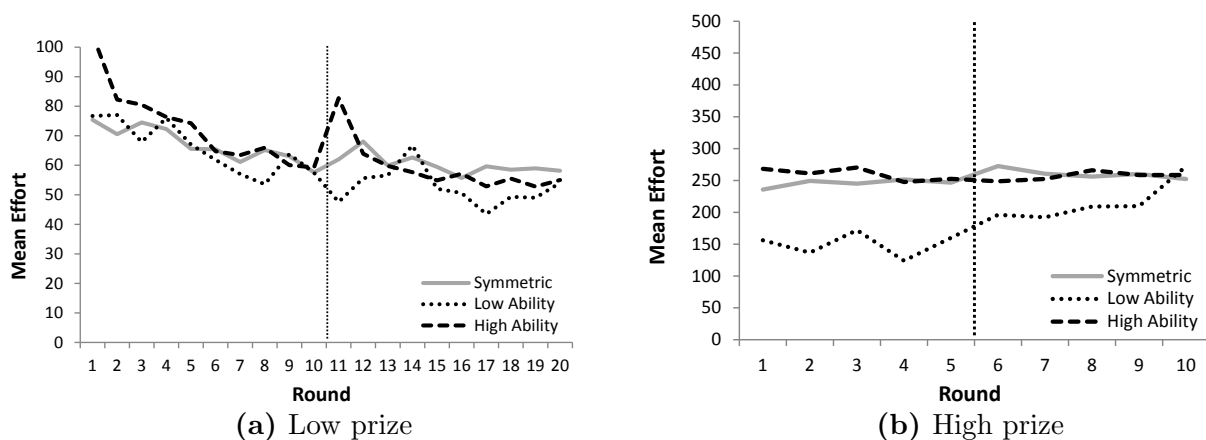 100
90
80
70
60
50
40
30
20
10
0
Mean Effort
Symmetric
Low Ability
High Ability
1 2 3 4 5 6 7 8 9 10 11 12 13 14 15 16 17 18 19 20
Round
(a) Low prize
500
450
400
350
300
250
200
150
100
50
0
Mean Effort
Symmetric
Low Ability
High Ability
1 2 3 4 5 6 7 8 9 10
Round
(b) High prize